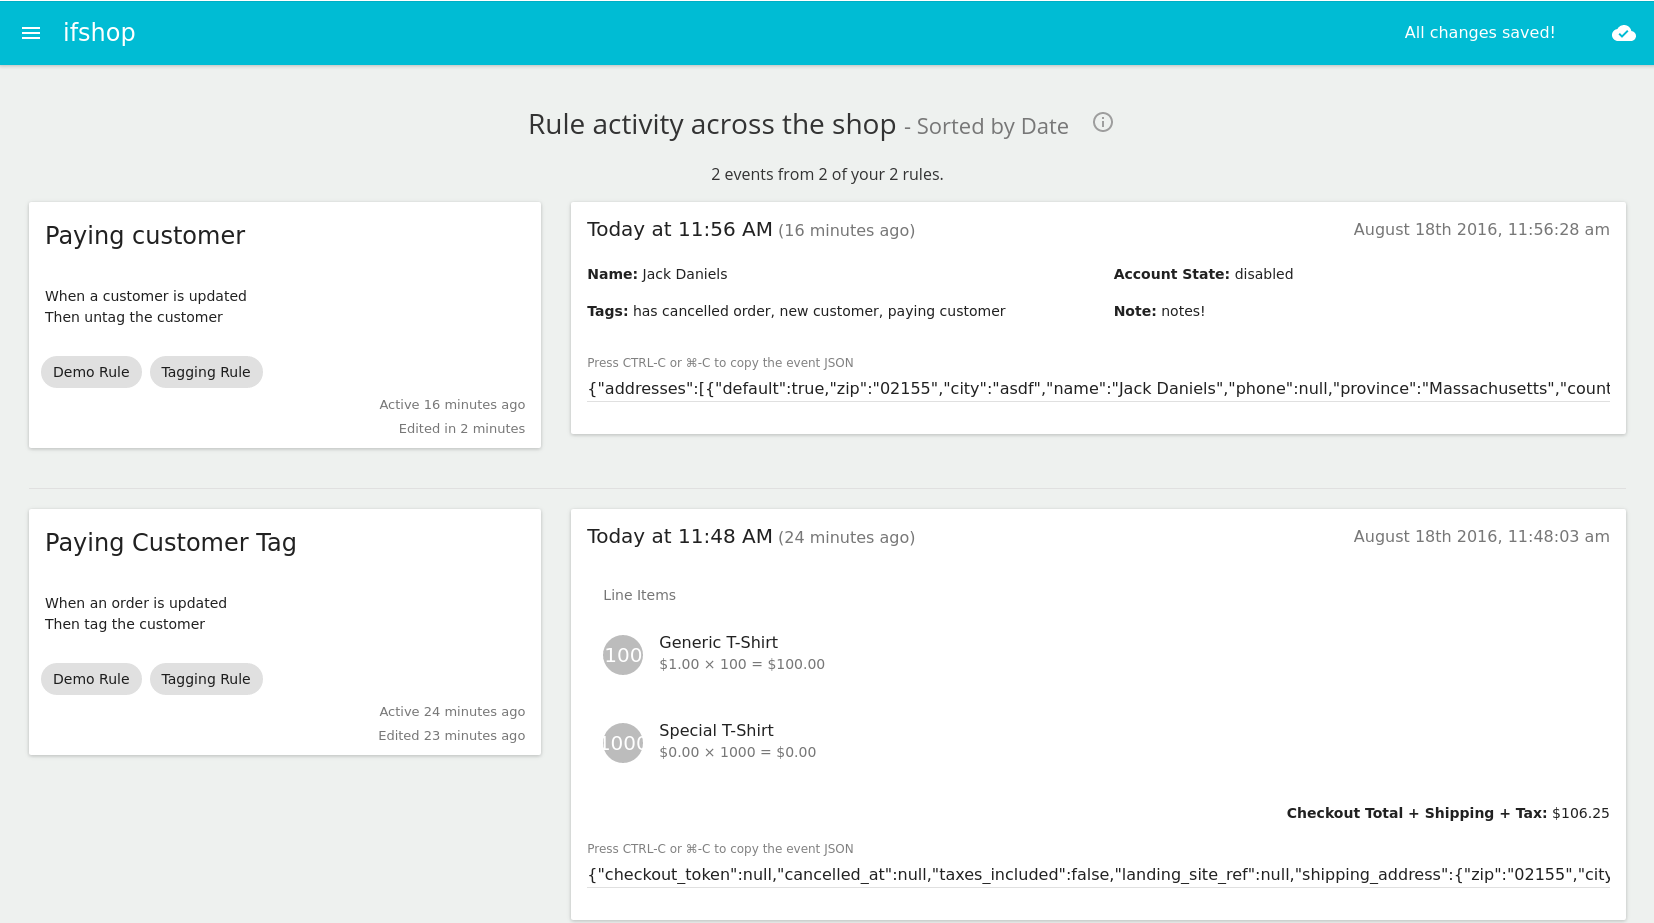 ifshop
All changes saved!
Rule activity across the shop - Sorted by Date
2 events from 2 of your 2 rules.
Paying customer
When a customer is updated
Then untag the customer
Demo Rule Tagging Rule
Active 16 minutes ago
Edited in 2 minutes
Today at 11:56 AM (16 minutes ago) August 18th 2016, 11:56:28 am
Name: Jack Daniels Account State: disabled
Tags: has cancelled order, new customer, paying customer Note: notes!
Press CTRL-C or ⌘-C to copy the event JSON
{"addresses":[{"default":true,"zip":"02155","city":"asdf","name":"Jack Daniels","phone":null,"province":"Massachusetts","count
Paying Customer Tag
When an order is updated
Then tag the customer
Demo Rule Tagging Rule
Active 24 minutes ago
Edited 23 minutes ago
Today at 11:48 AM (24 minutes ago) August 18th 2016, 11:48:03 am
Line Items
100 Generic T-Shirt
$1.00 × 100 = $100.00
1000 Special T-Shirt
$0.00 × 1000 = $0.00
Checkout Total + Shipping + Tax: $106.25
Press CTRL-C or ⌘-C to copy the event JSON
{"checkout_token":null,"cancelled_at":null,"taxes_included":false,"landing_site_ref":null,"shipping_address":{"zip":"02155","city